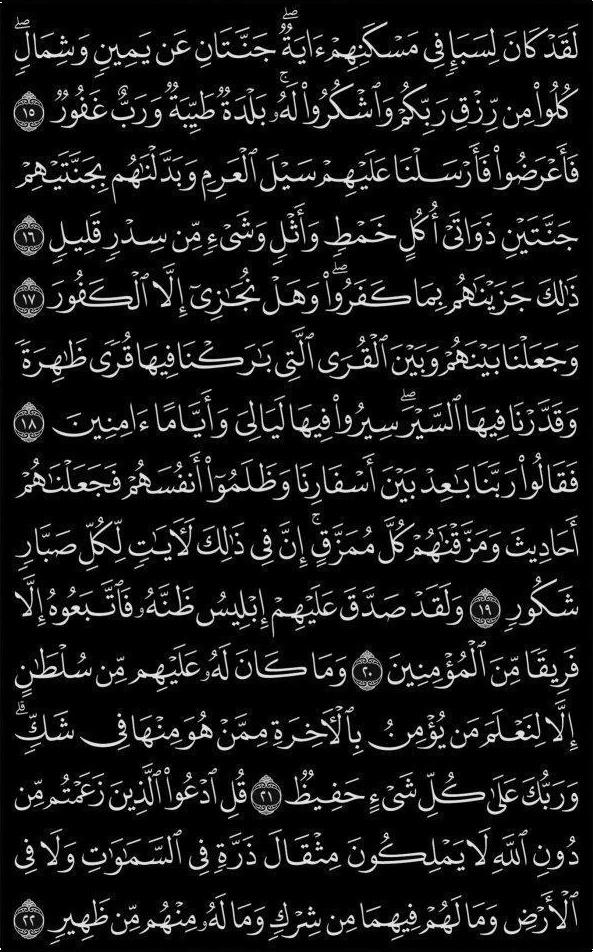 لَقَدْ كَانَ لِسَبَإٍ فِى مَسْكَنِهِمْ ءَايَةٌ ۖ جَنَّتَانِ عَن يَمِينٍ وَشِمَالٍ ۖ
كُلُوا۟ مِن رِّزْقِ رَبِّكُمْ وَٱشْكُرُوا۟ لَهُۥ ۚ بَلْدَةٌ طَيِّبَةٌ وَرَبٌّ غَفُورٌ ١٥
فَأَعْرَضُوا۟ فَأَرْسَلْنَا عَلَيْهِمْ سَيْلَ ٱلْعَرِمِ وَبَدَّلْنَـٰهُم بِجَنَّتَيْهِمْ
جَنَّتَيْنِ ذَوَاتَىْ أُكُلٍ خَمْطٍ وَأَثْلٍ وَشَىْءٍ مِّن سِدْرٍ قَلِيلٍ ١٦
ذَٰلِكَ جَزَيْنَـٰهُم بِمَا كَفَرُوا۟ ۖ وَهَلْ نُجَـٰزِىٓ إِلَّا ٱلْكَفُورَ ١٧
وَجَعَلْنَا بَيْنَهُمْ وَبَيْنَ ٱلْقُرَى ٱلَّتِى بَـٰرَكْنَا فِيهَا قُرًى ظَـٰهِرَةً
وَقَدَّرْنَا فِيهَا ٱلسَّيْرَ ۖ سِيرُوا۟ فِيهَا لَيَالِىَ وَأَيَّامًا ءَامِنِينَ ١٨
فَقَالُوا۟ رَبَّنَا بَـٰعِدْ بَيْنَ أَسْفَارِنَا وَظَلَمُوٓا۟ أَنفُسَهُمْ فَجَعَلْنَـٰهُمْ
أَحَادِيثَ وَمَزَّقْنَـٰهُمْ كُلَّ مُمَزَّقٍ ۚ إِنَّ فِى ذَٰلِكَ لَـَٔايَـٰتٍ لِّكُلِّ صَبَّارٍ
شَكُورٍ ١٩ وَلَقَدْ صَدَّقَ عَلَيْهِمْ إِبْلِيسُ ظَنَّهُۥ فَٱتَّبَعُوهُ إِلَّا
فَرِيقًا مِّنَ ٱلْمُؤْمِنِينَ ٢٠ وَمَا كَانَ لَهُۥ عَلَيْهِم مِّن سُلْطَـٰنٍ
إِلَّا لِنَعْلَمَ مَن يُؤْمِنُ بِٱلْـَٔاخِرَةِ مِمَّنْ هُوَ مِنْهَا فِى شَكٍّ ۗ
وَرَبُّكَ عَلَىٰ كُلِّ شَىْءٍ حَفِيظٌ ٢١ قُلِ ٱدْعُوا۟ ٱلَّذِينَ زَعَمْتُم مِّن
دُونِ ٱللَّهِ لَا يَمْلِكُونَ مِثْقَالَ ذَرَّةٍ فِى ٱلسَّمَـٰوَٰتِ وَلَا فِى
ٱلْأَرْضِ وَمَا لَهُمْ فِيهِمَا مِن شِرْكٍ وَمَا لَهُۥ مِنْهُم مِّن ظَهِيرٍ ٢٢